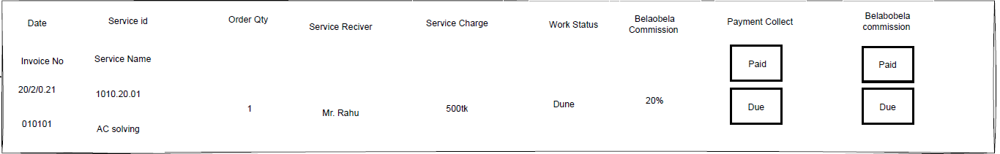 Date
Service id
Order Qty
Service Reciver
Service Charge
Work Status
Belaobela
Commission
Payment Collect
Belabobela
commission
Invoice No
Service Name
Paid
Paid
20/2/0.21
1010.20.01
1
Mr. Rahu
500tk
Dune
20%
Due
Due
010101
AC solving